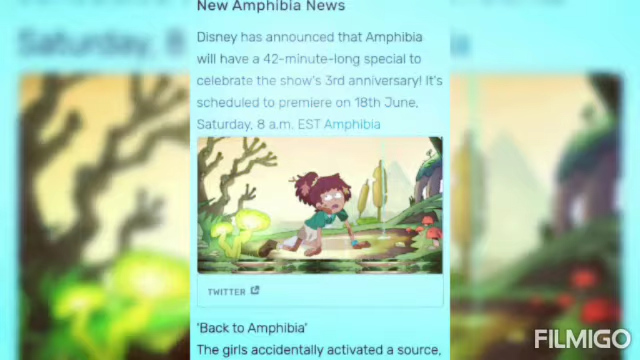 New Amphibia News
Disney has announced that Amphibia
will have a 42-minute-long special to
celebrate the show's 3rd anniversary! It's
scheduled to premiere on 18th June,
Saturday, 8 a.m. EST Amphibia
TWITTER
'Back to Amphibia'
The girls accidentally activated a source,
Saturday, 8
FILMIGO